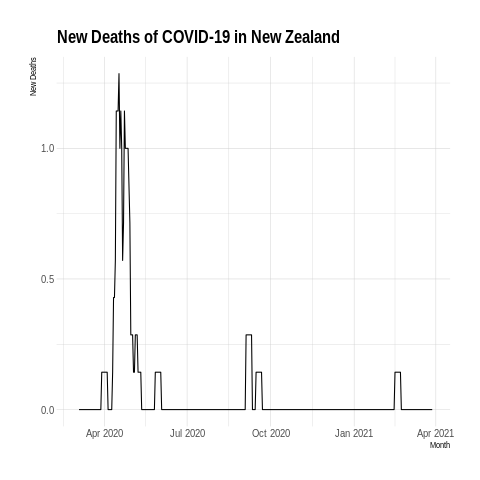 New Deaths of COVID-19 in New Zealand
New Deaths
1.0
0.5
0.0
Apr 2020 Jul 2020 Oct 2020 Jan 2021 Apr 2021
Month